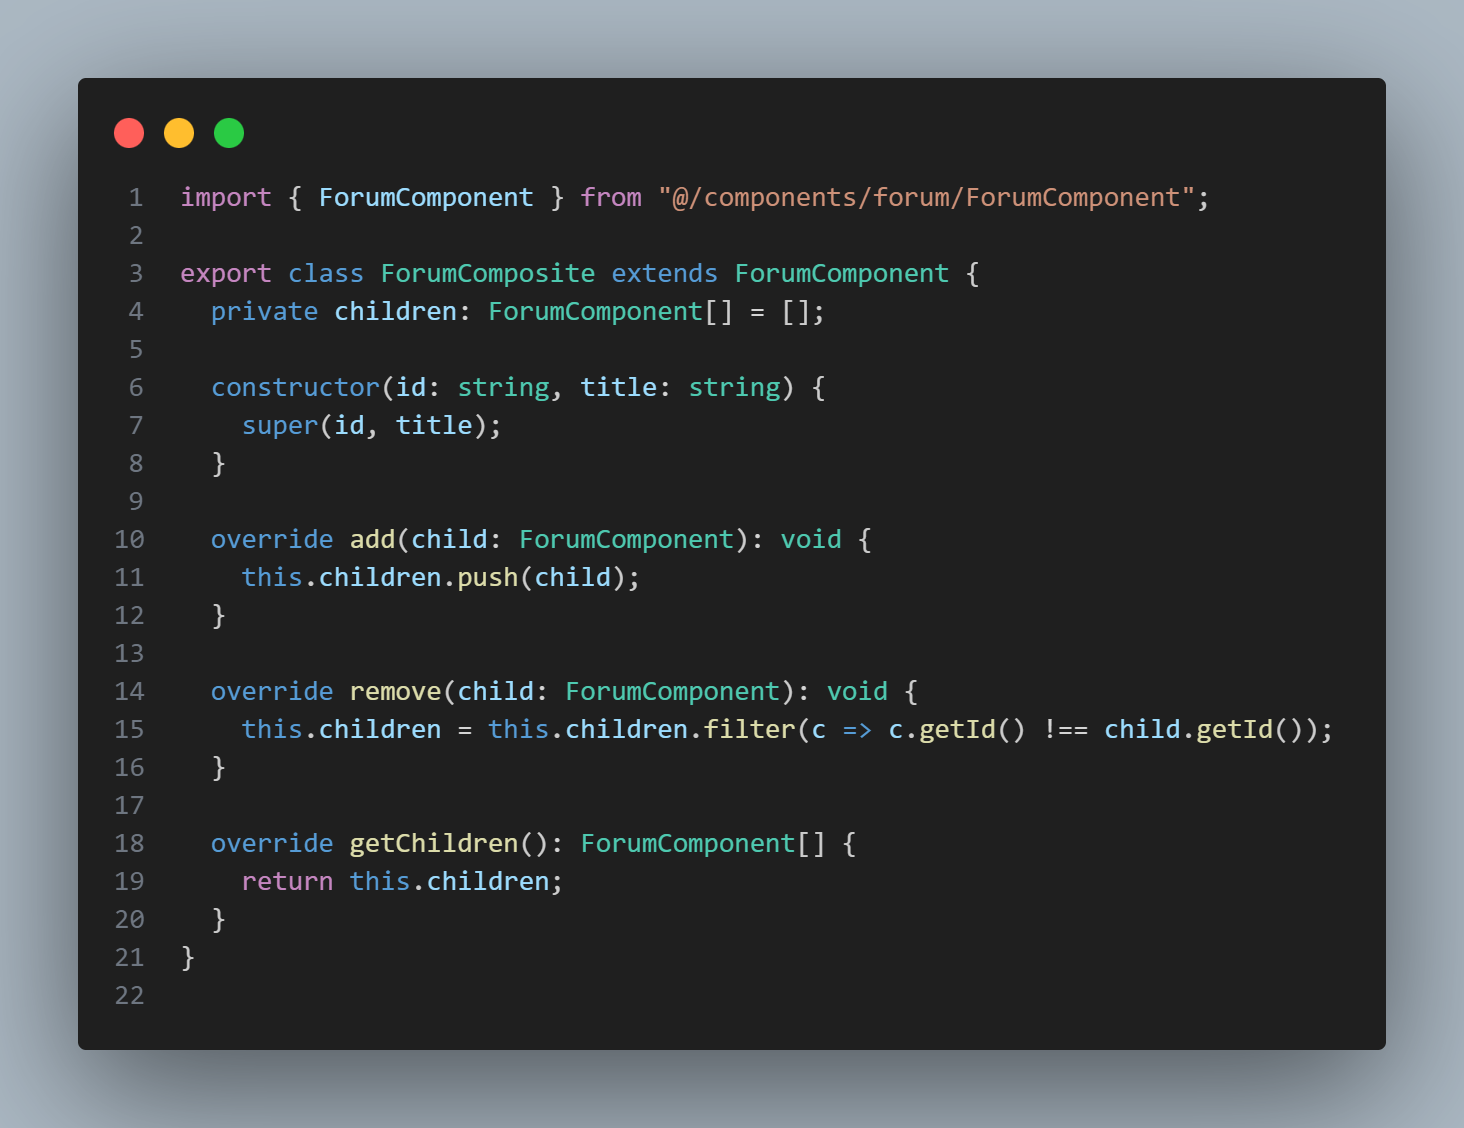 1 import { ForumComponent } from "@/components/forum/ForumComponent";
2
3 export class ForumComposite extends ForumComponent {
4   private children: ForumComponent[] = [];
5
6   constructor(id: string, title: string) {
7     super(id, title);
8   }
9
10   override add(child: ForumComponent): void {
11     this.children.push(child);
12   }
13
14   override remove(child: ForumComponent): void {
15     this.children = this.children.filter(c => c.getId() !== child.getId());
16   }
17
18   override getChildren(): ForumComponent[] {
19     return this.children;
20   }
21 }
22